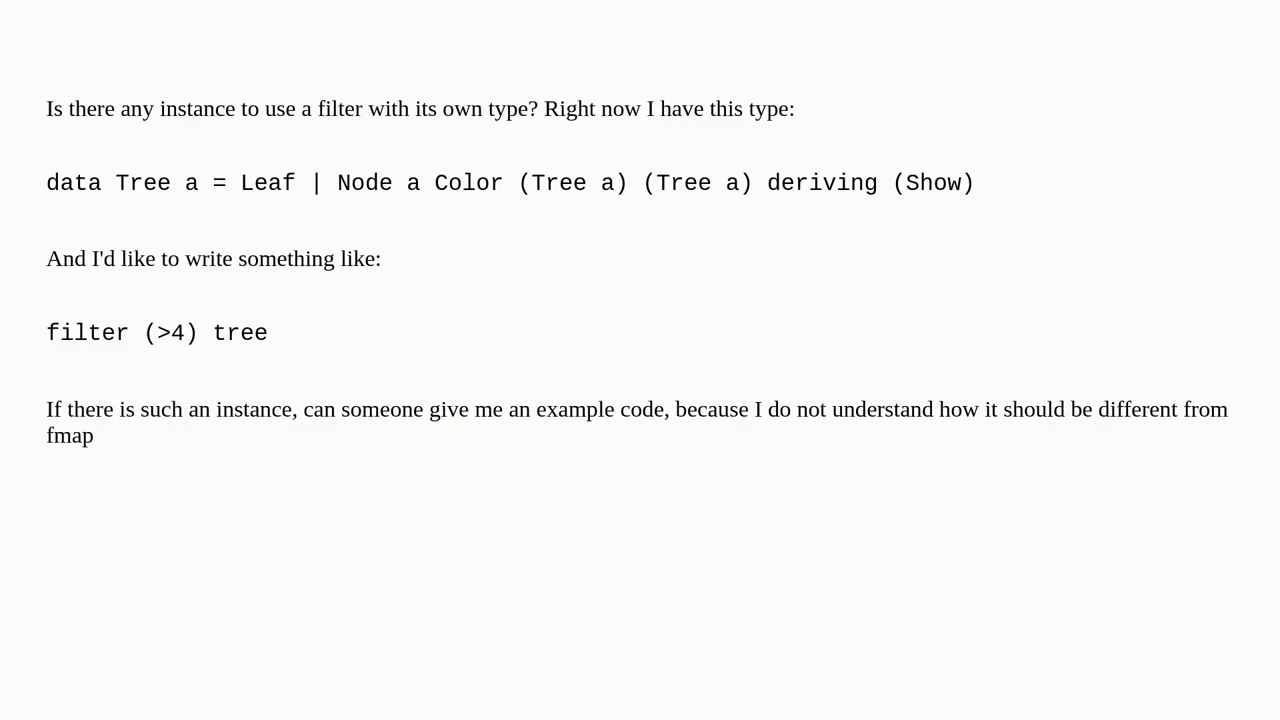 Is there any instance to use a filter with its own type? Right now I have this type:
data Tree a = Leaf | Node a Color (Tree a) (Tree a) deriving (Show)
And I'd like to write something like:
filter (>4) tree
If there is such an instance, can someone give me an example code, because I do not understand how it should be different from
fmap